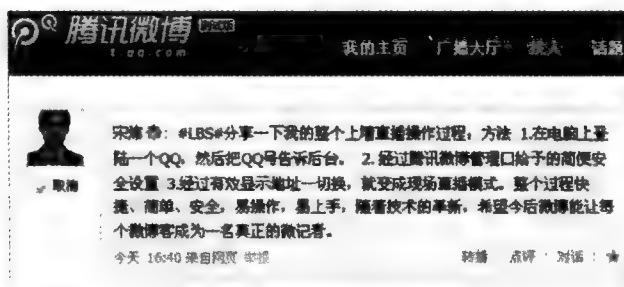 腾讯微博
t.qq.com
我的主页 广播大厅 找人 话题
宋海春：#LBS#分享一下我的整个上墙直播操作过程，方法 1.在电脑上登
陆一个QQ，然后把QQ号告诉后台。 2.经过腾讯微博管理口给予的简便安
取消
全设置 3.经过有效显示地址一切换，就变成现场直播模式。整个过程快
捷、简单、安全，易操作，易上手，随着技术的革新，希望今后微博能让每
个微博客成为一名真正的微记者。
今天 16:40 来自网页 举报 转播 点评 对话